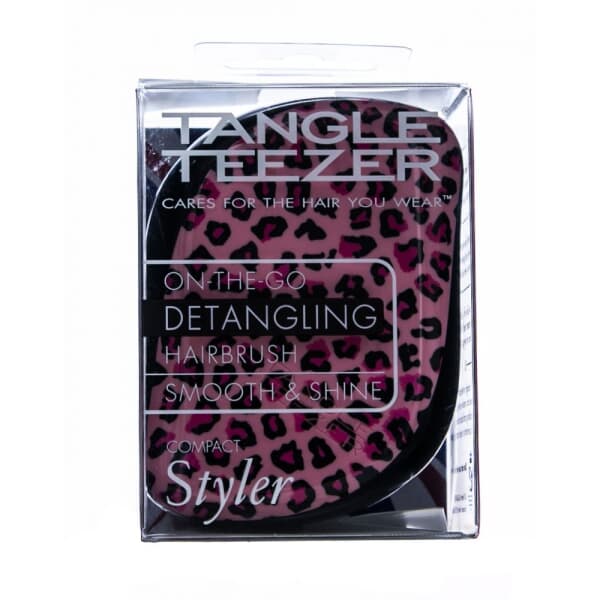 TANGLE
TEEZER
CARES FOR THE HAIR YOU WEAR™
ON-THE-GO
DETANGLING
HAIRBRUSH
SMOOTH & SHINE
COMPACT
Styler